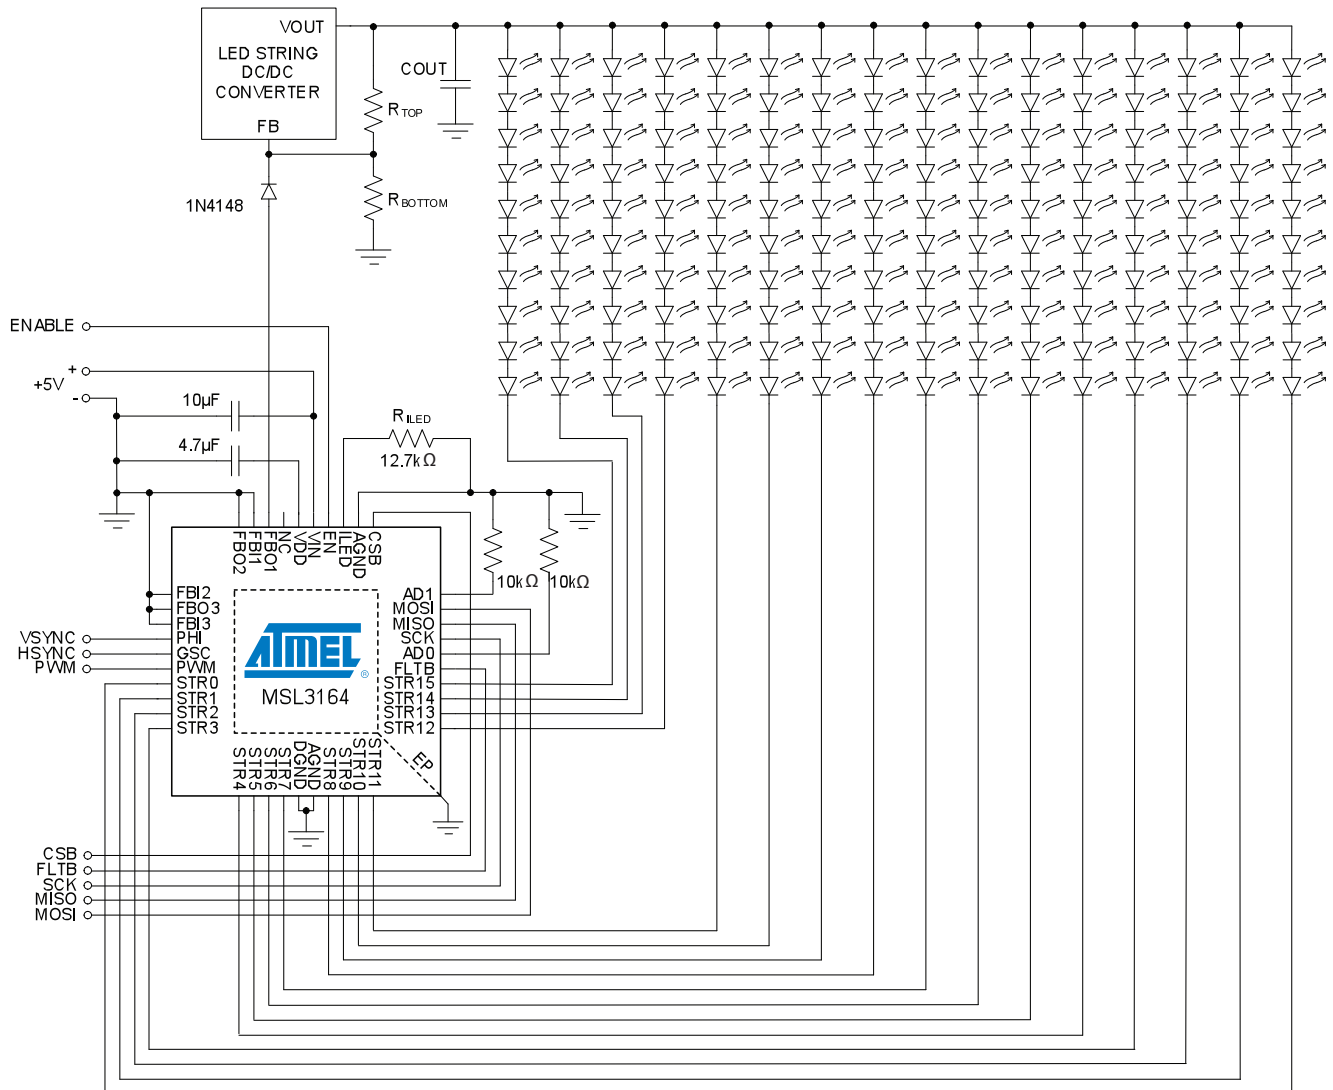 VOUT
LED STRING
DC/DC
CONVERTER
FB
COUT
RTOP
RBOTTOM
1N4148
ENABLE
+
+5V
-
10µF
4.7µF
RILED
12.7kΩ
10kΩ
10kΩ
FBO2
FBI1
FBO1
NC
VDD
VIN
EN
ILED
AGND
CSB
FBI2
FBO3
FBI3
PHI
GSC
PWM
STR0
STR1
STR2
STR3
VSYNC
HSYNC
PWM
ATMEL
®
MSL3164
AD1
MOSI
MISO
SCK
AD0
FLTB
STR15
STR14
STR13
STR12
STR4
STR5
STR6
STR7
DGND
AGND
STR8
STR9
STR10
STR11
EP
CSB
FLTB
SCK
MISO
MOSI